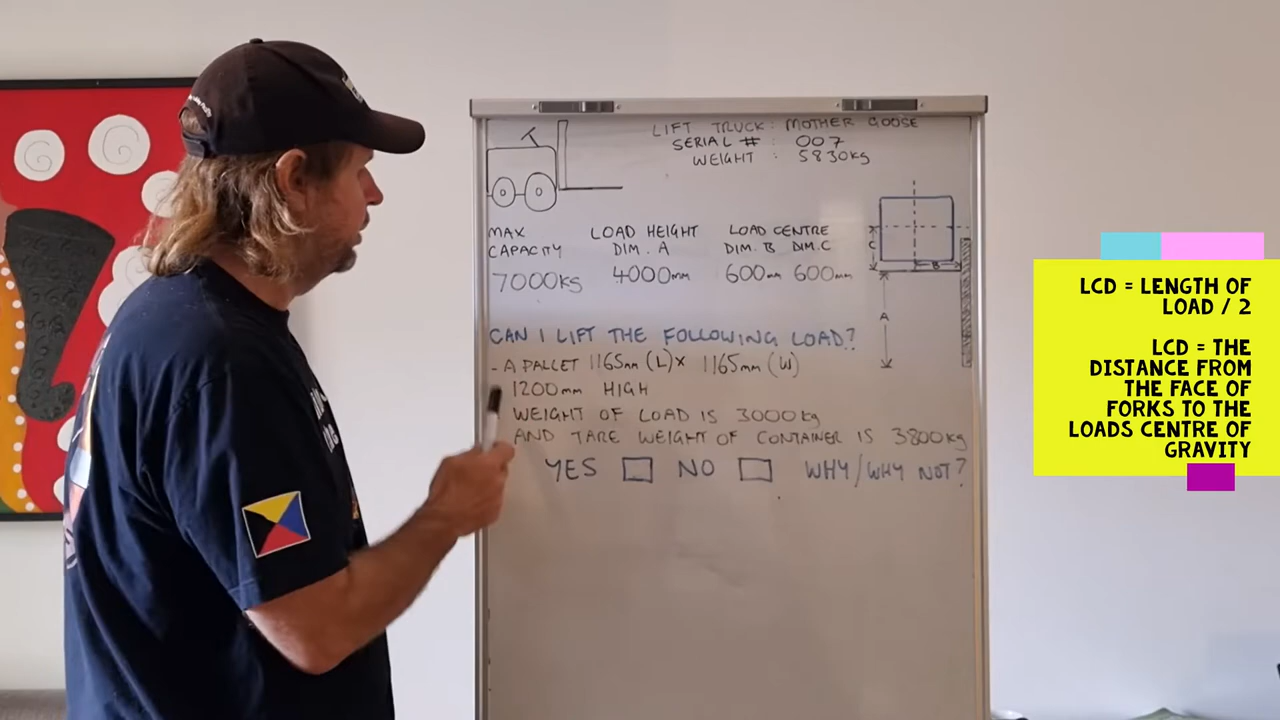 LIFT TRUCK: MOTHER GOOSE
SERIAL # : 007
WEIGHT : 5830kg
MAX CAPACITY
7000KGS
LOAD HEIGHT
DIM. A
4000mm
LOAD CENTRE
DIM. B DIM.C
600mm 600mm
C
B
A
CAN I LIFT THE FOLLOWING LOAD?
- A PALLET 1165mm (L) x 1165mm (W)
1200mm HIGH
WEIGHT OF LOAD IS 3000kg
AND TARE WEIGHT OF CONTAINER IS 3800kg
YES NO WHY/WHY NOT?
LCD = LENGTH OF
LOAD / 2
LCD = THE
DISTANCE FROM
THE FACE OF
FORKS TO THE
LOADS CENTRE OF
GRAVITY